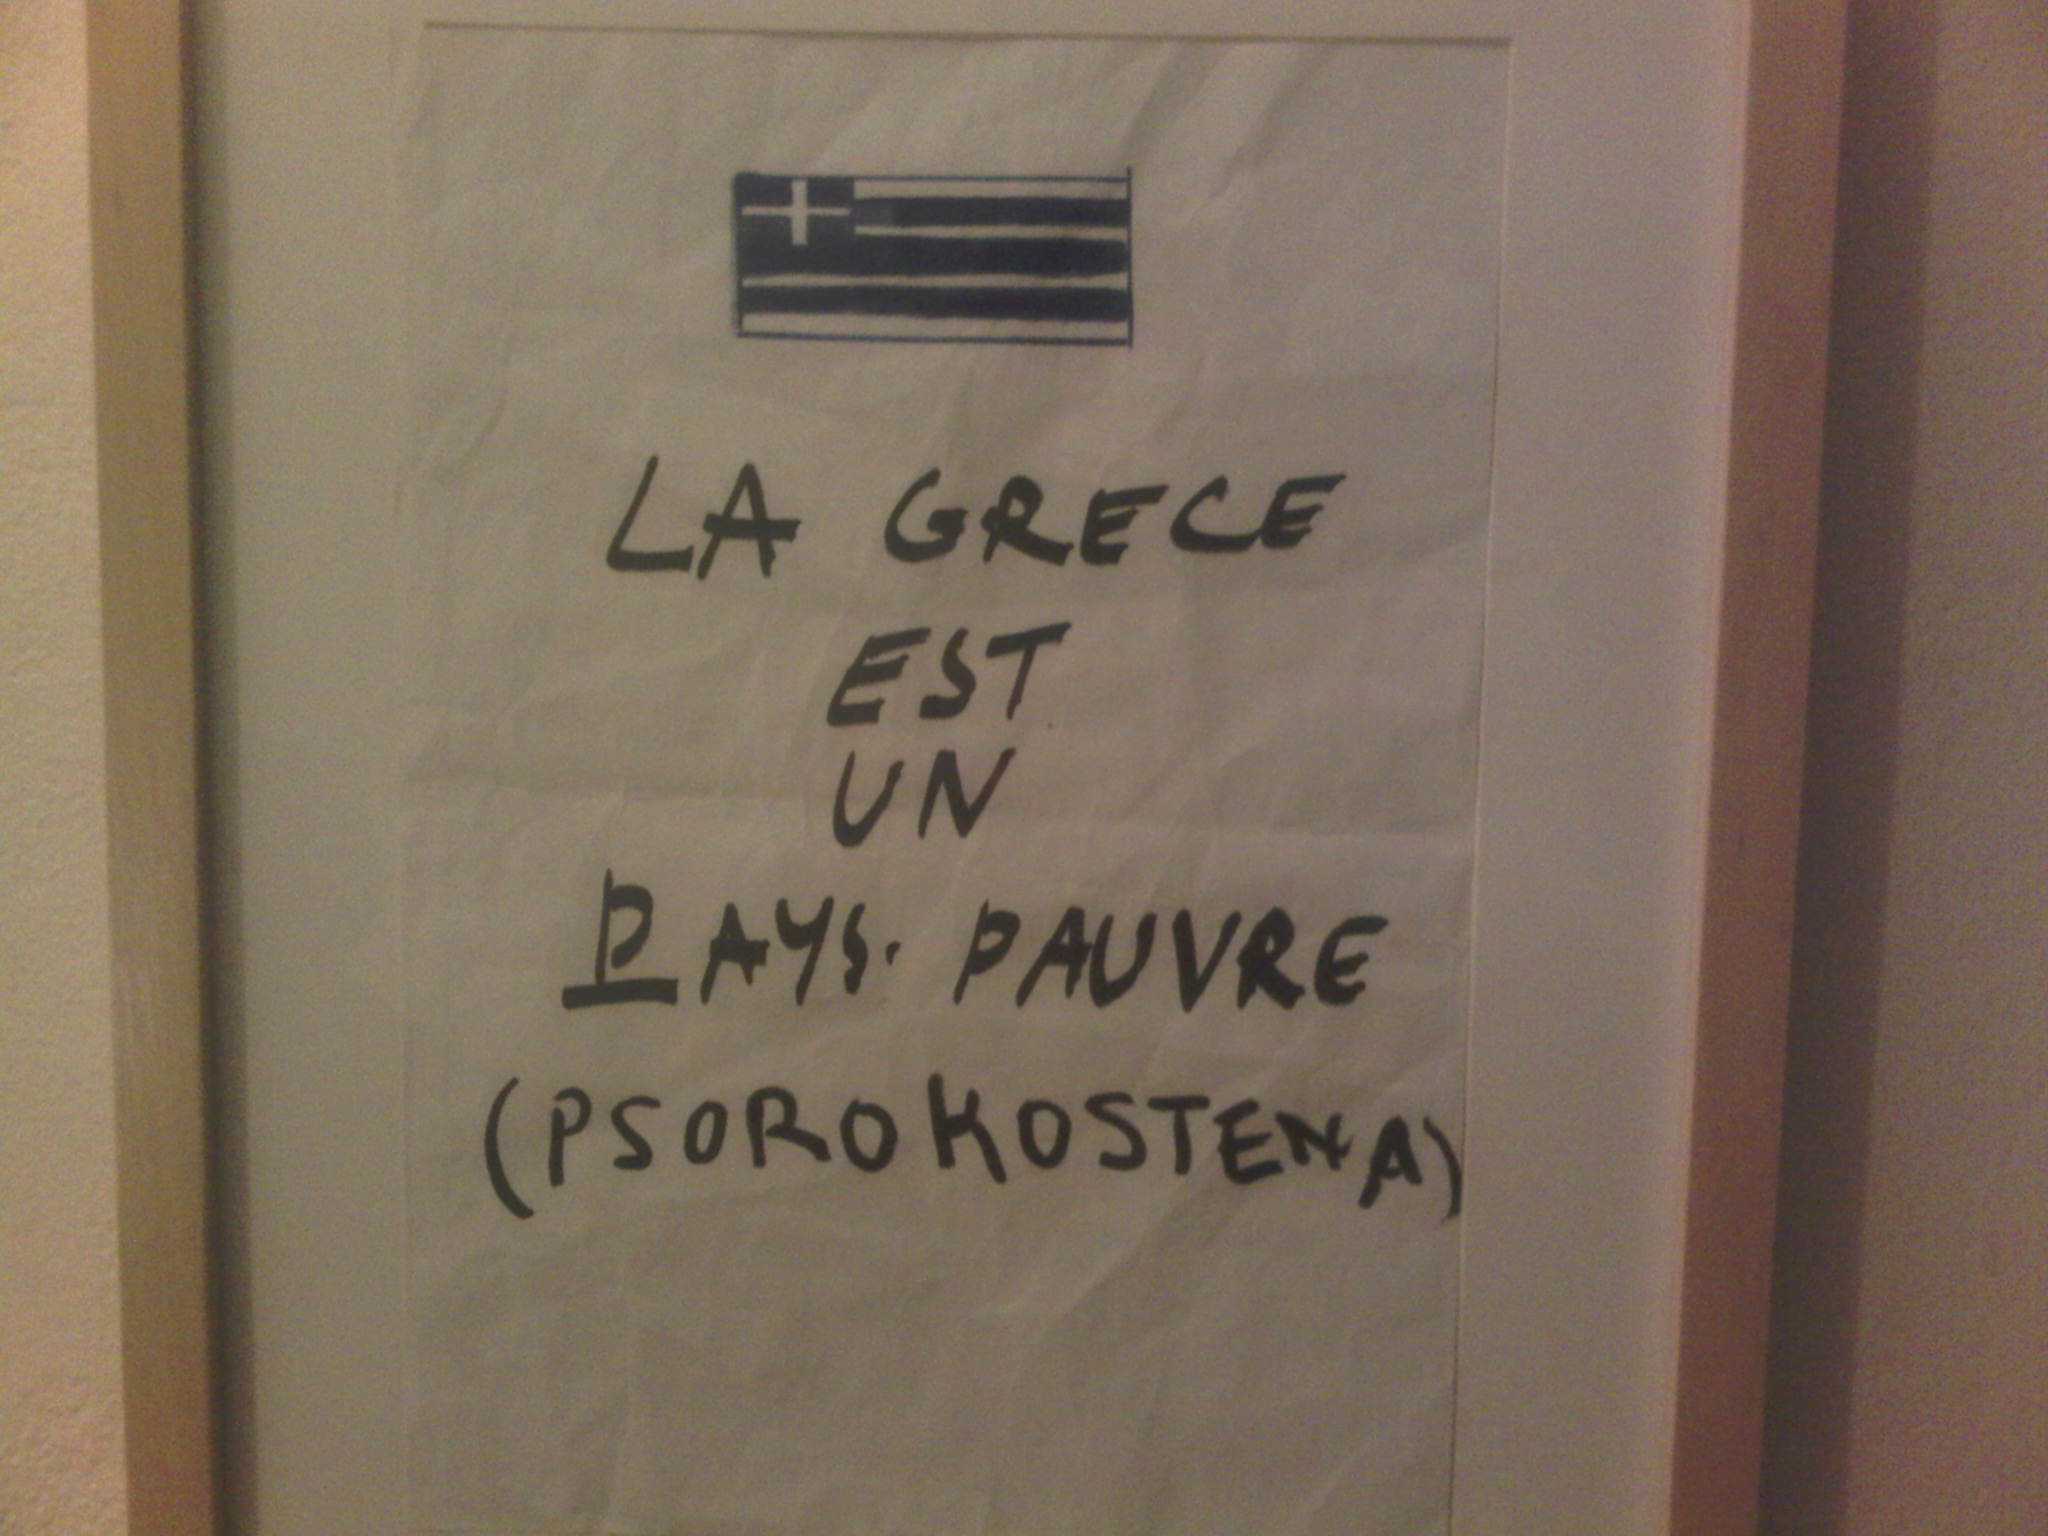 LA GRECE
EST
UN
PAYS. PAUVRE
(PSOROKOSTENA)